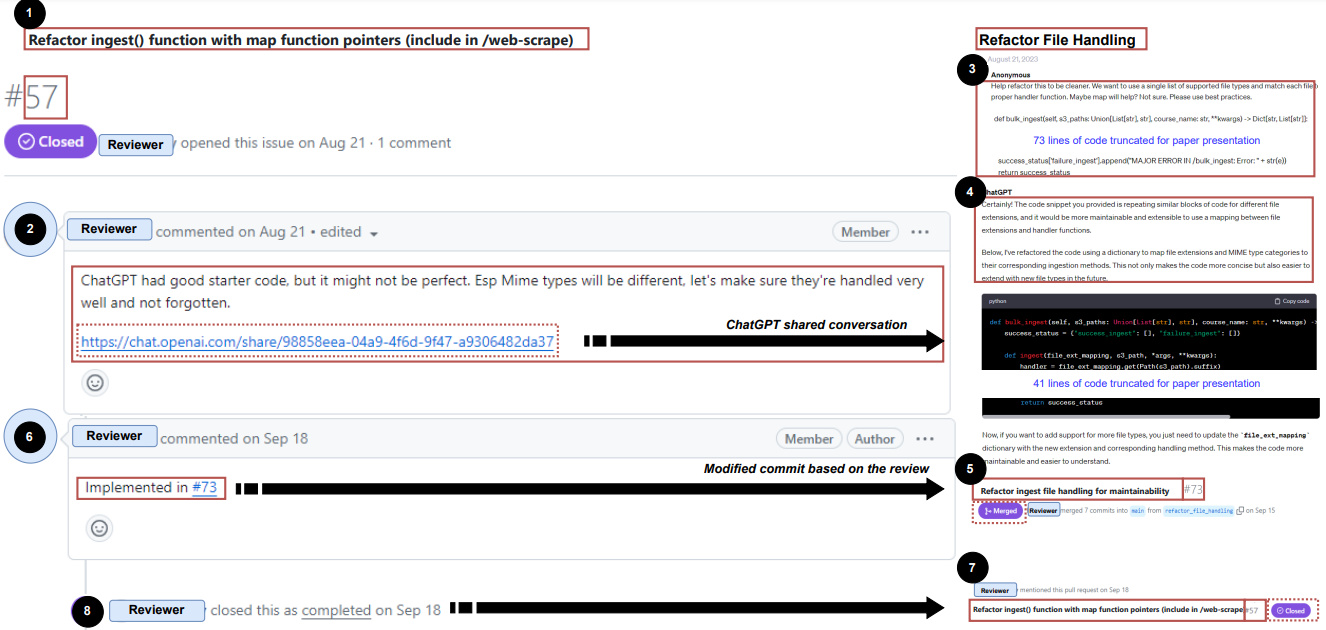 1
Refactor ingest() function with map function pointers (include in /web-scrape)
#57
Closed Reviewer opened this issue on Aug 21 · 1 comment
2
Reviewer commented on Aug 21 • edited Member
ChatGPT had good starter code, but it might not be perfect. Esp Mime types will be different, let's make sure they're handled very
well and not forgotten.
https://chat.openai.com/share/98858eea-04a9-4f6d-9f47-a9306482da37
ChatGPT shared conversation
6
Reviewer commented on Sep 18 Member Author
Modified commit based on the review
Implemented in #73
8
Reviewer closed this as completed on Sep 18
Refactor File Handling
August 21, 2023
3
Anonymous
Help refactor this to be cleaner. We want to use a single list of supported file types and match each file
proper handler function. Maybe map will help? Not sure. Please use best practices.
def bulk_ingest(self, s3_paths: Union[List[str], str], course_name: str, **kwargs) -> Dict[str, List[str]]:
73 lines of code truncated for paper presentation
success_status['failure_ingest'].append("MAJOR ERROR IN /bulk_ingest: Error: " + str(e))
return success_status
4
hatGPT
Certainly! The code snippet you provided is repeating similar blocks of code for different file
extensions, and it would be more maintainable and extensible to use a mapping between file
extensions and handler functions.
Below, I've refactored the code using a dictionary to map file extensions and MIME type categories to
their corresponding ingestion methods. This not only makes the code more concise but also easier to
extend with new file types in the future.
python Copy code
def bulk_ingest(self, s3_paths: Union[List[str], str], course_name: str, **kwargs) ->
success_status = {'success_ingest': [], 'failure_ingest': []}
def ingest(file_ext_mapping, s3_path, *args, **kwargs):
handler = file_ext_mapping.get(Path(s3_path).suffix)
41 lines of code truncated for paper presentation
return success_status
Now, if you want to add support for more file types, you just need to update the `file_ext_mapping`
dictionary with the new extension and corresponding handling method. This makes the code more
maintainable and easier to understand.
5
Refactor ingest file handling for maintainability #73
Merged Reviewer merged 7 commits into main from refactor_file_handling on Sep 15
7
Reviewer mentioned this pull request on Sep 18
Refactor ingest() function with map function pointers (include in /web-scrape #57 Closed